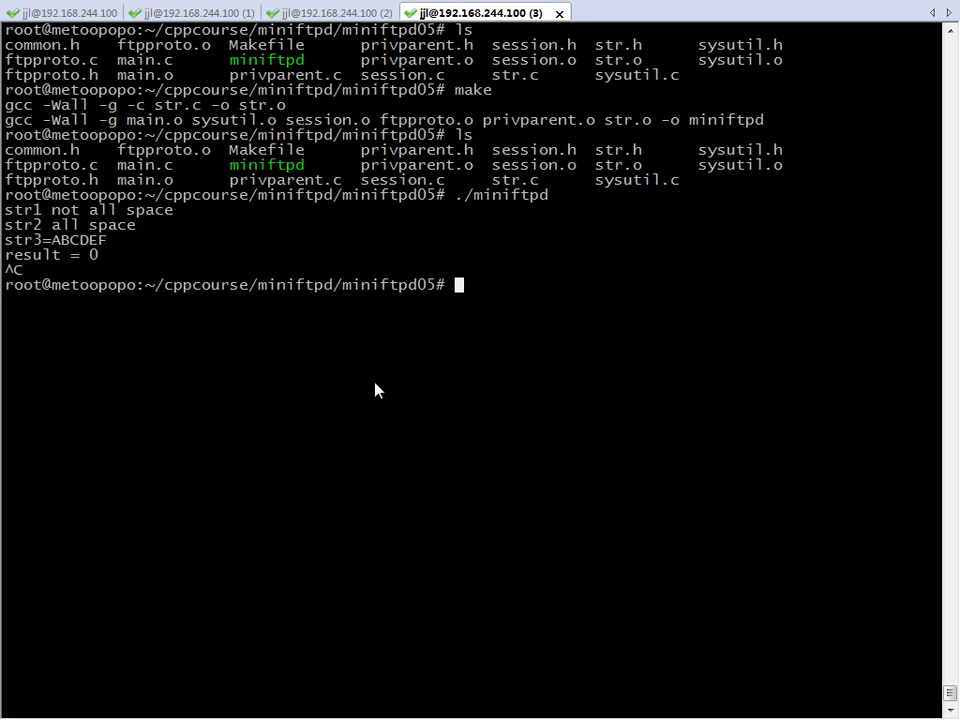 jjl@192.168.244.100 jjl@192.168.244.100 (1) jjl@192.168.244.100 (2) jjl@192.168.244.100 (3)
root@metoopopo:~/cppcourse/miniftpd/miniftpd05# ls
common.h ftpproto.o Makefile privparent.h session.h str.h sysutil.h
ftpproto.c main.c miniftpd privparent.o session.o str.o sysutil.o
ftpproto.h main.o privparent.c session.c str.c sysutil.c
root@metoopopo:~/cppcourse/miniftpd/miniftpd05# make
gcc -Wall -g -c str.c -o str.o
gcc -Wall -g main.o sysutil.o session.o ftpproto.o privparent.o str.o -o miniftpd
root@metoopopo:~/cppcourse/miniftpd/miniftpd05# ls
common.h ftpproto.o Makefile privparent.h session.h str.h sysutil.h
ftpproto.c main.c miniftpd privparent.o session.o str.o sysutil.o
ftpproto.h main.o privparent.c session.c str.c sysutil.c
root@metoopopo:~/cppcourse/miniftpd/miniftpd05# ./miniftpd
str1 not all space
str2 all space
str3=ABCDEF
result = 0
^C
root@metoopopo:~/cppcourse/miniftpd/miniftpd05#